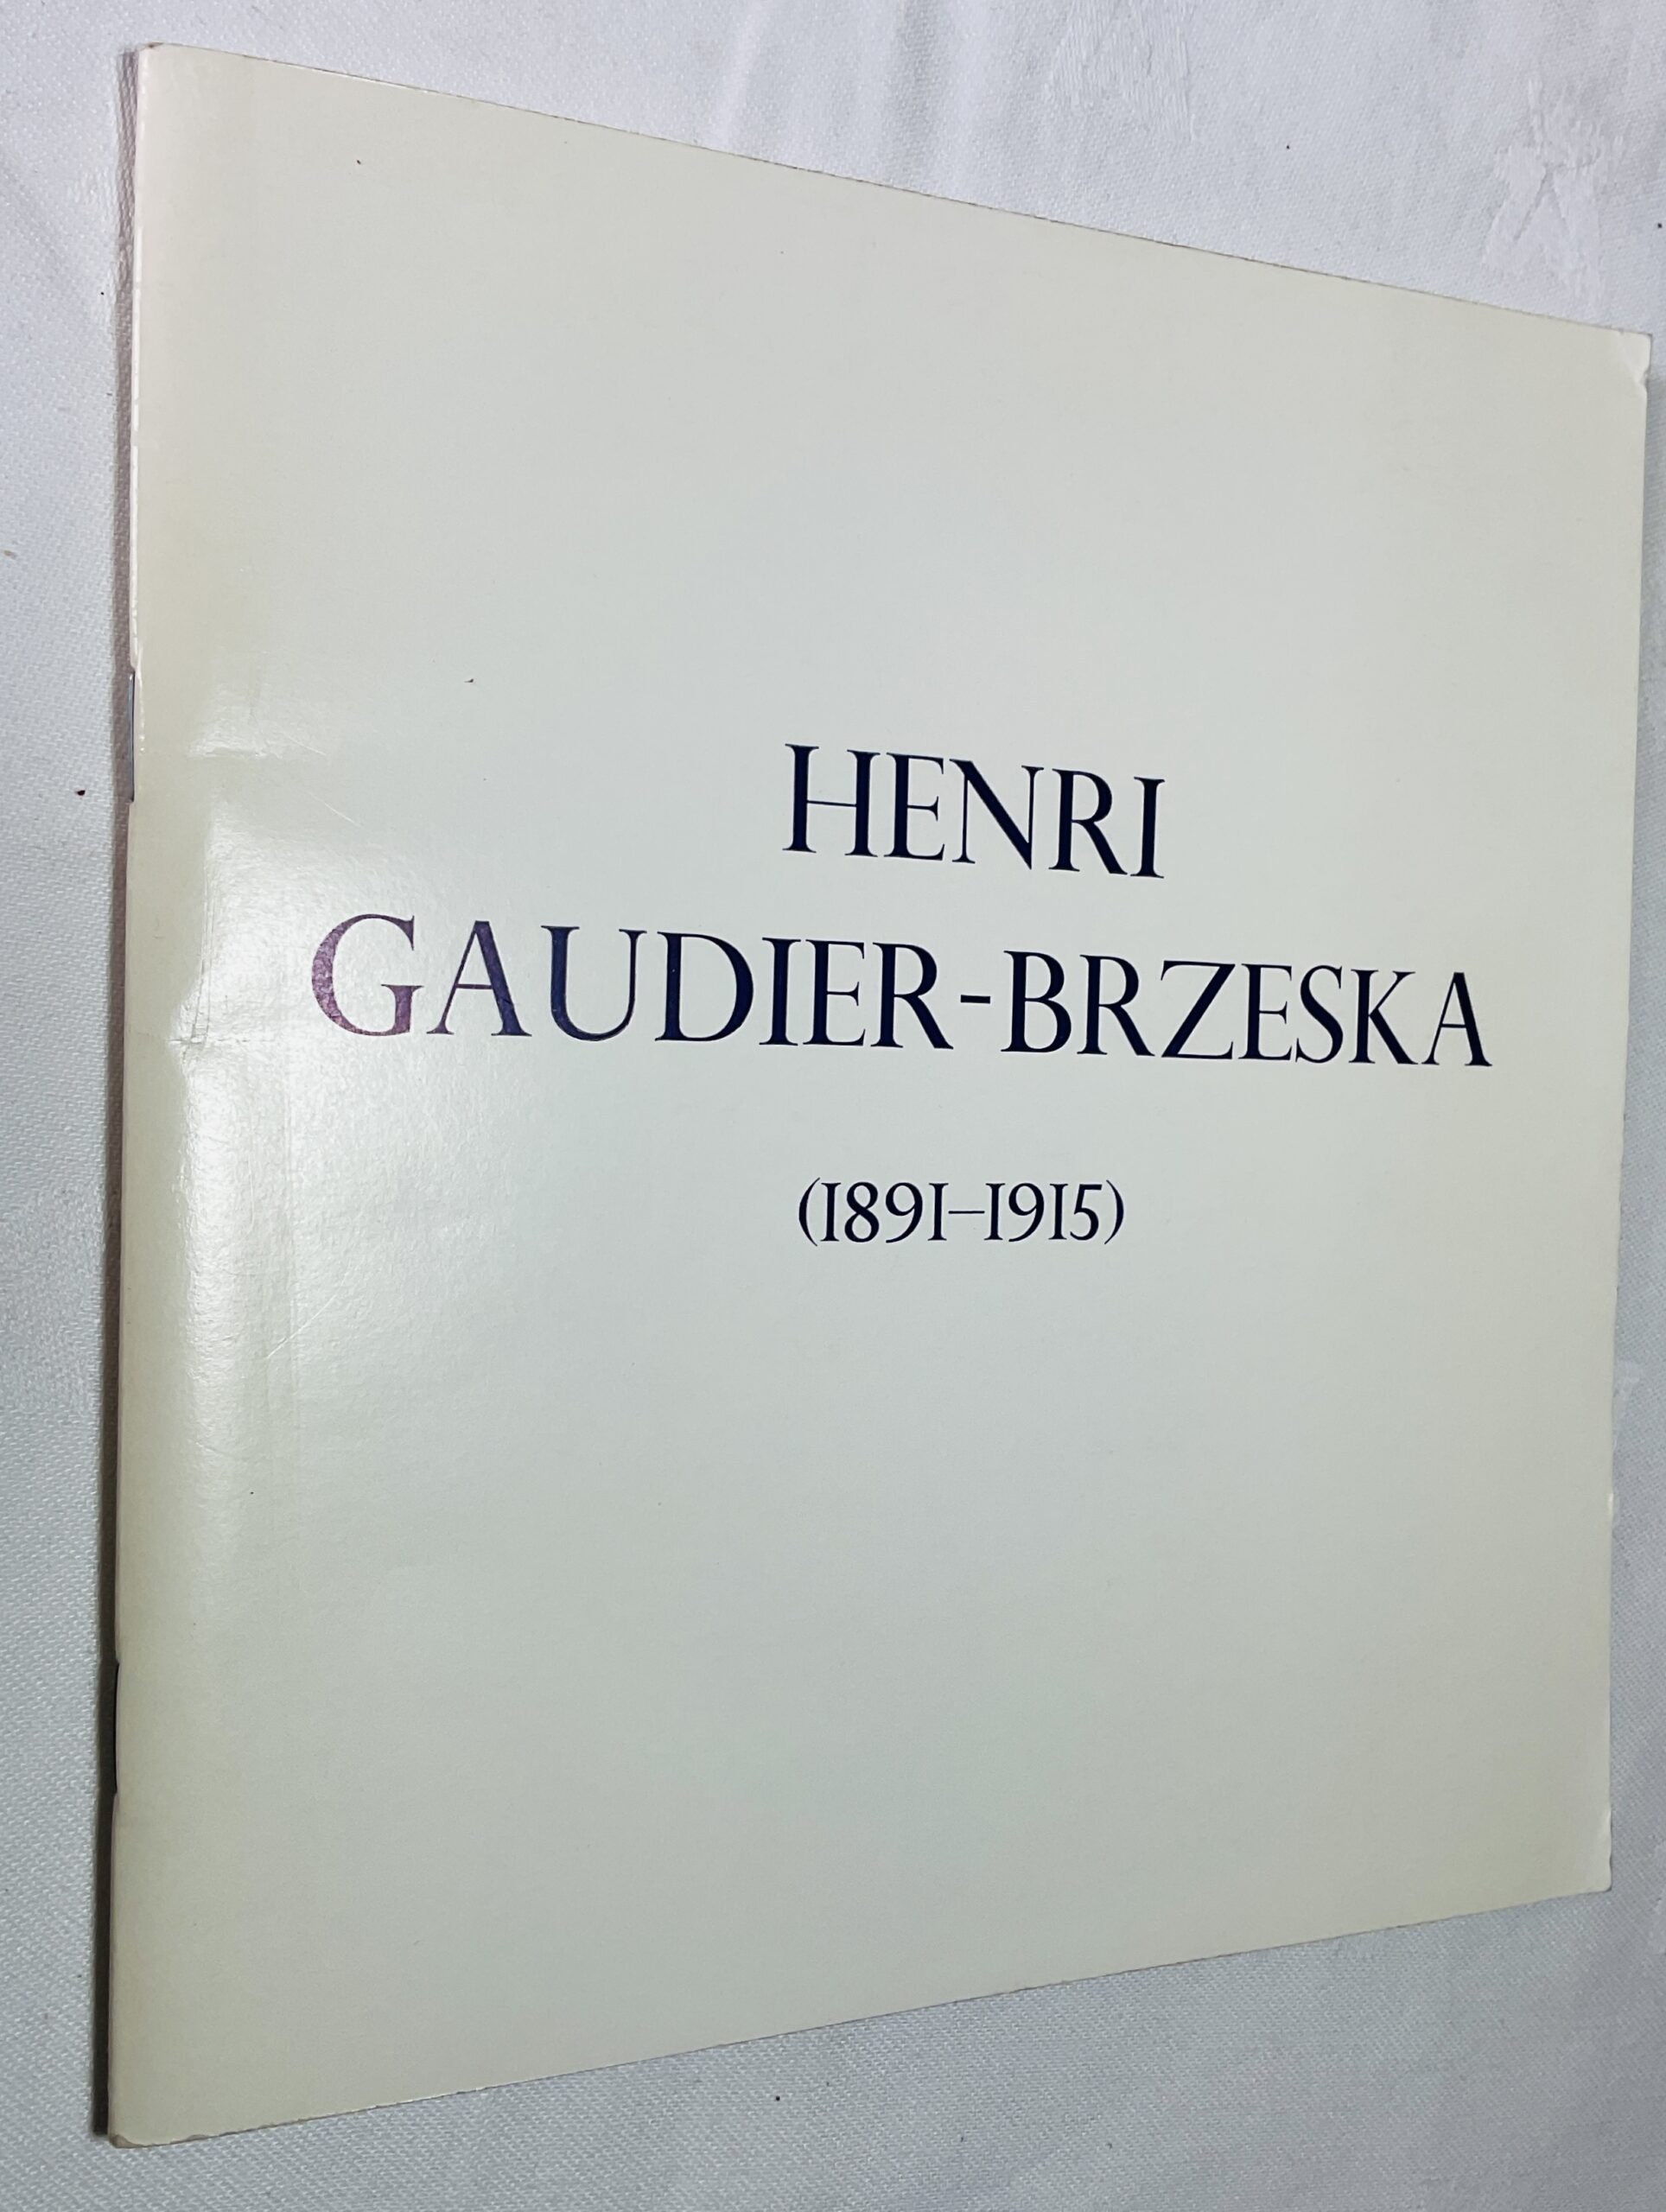 HENRI
GAUDIER-BRZESKA
(1891–1915)